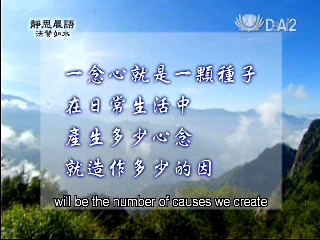 靜思晨語
法譬如水
DAi2
一念心就是一顆種子
在日常生活中
產生多少心念
就造作多少的因
will be the number of causes we create